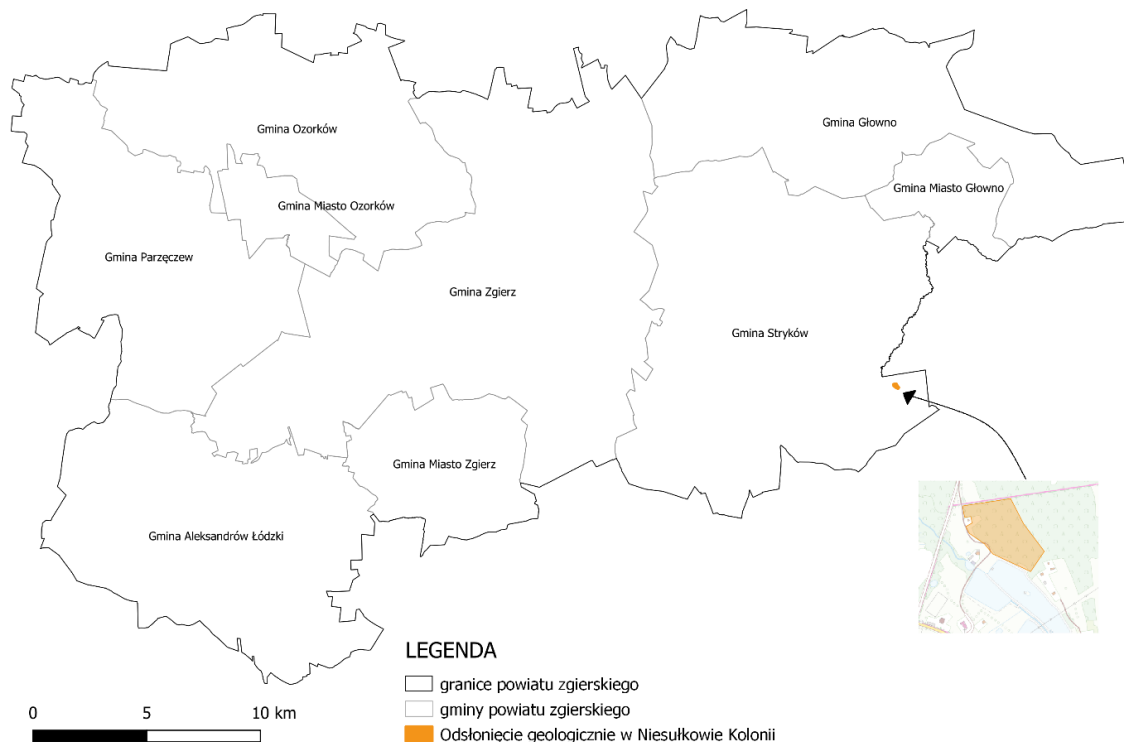 Gmina Ozorków
Gmina Głowno
Gmina Miasto Głowno
Gmina Miasto Ozorków
Gmina Parzęczew
Gmina Zgierz
Gmina Stryków
Gmina Miasto Zgierz
Gmina Aleksandrów Łódzki
LEGENDA
granice powiatu zgierskiego
gminy powiatu zgierskiego
Odsłonięcie geologicznie w Niesułkowie Kolonii
0 5 10 km